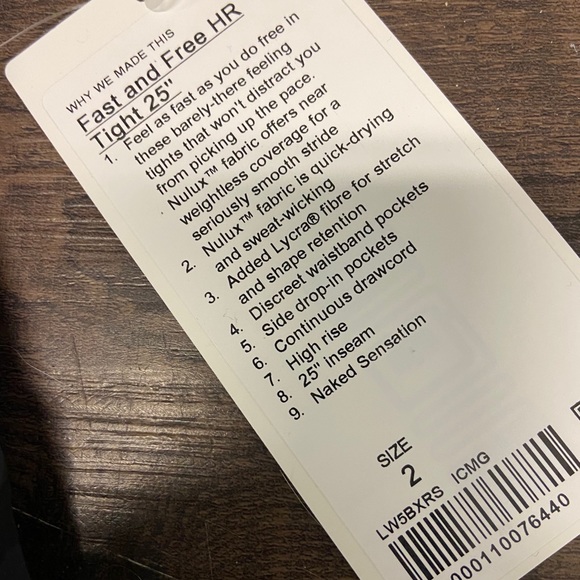 WHY WE MADE THIS
Fast and Free HR
Tight 25"
1. Feel as fast as you do free in
these barely-there feeling
tights that won't distract you
from picking up the pace.
Nulux™ fabric offers near
weightless coverage for a
seriously smooth stride
2. Nulux™ fabric is quick-drying
and sweat-wicking
3. Added Lycra® fibre for stretch
and shape retention
4. Discreet waistband pockets
5. Side drop-in pockets
6. Continuous drawcord
7. High rise
8. 25" inseam
9. Naked Sensation
SIZE
2
LW5BXRS ICMG
000110076440